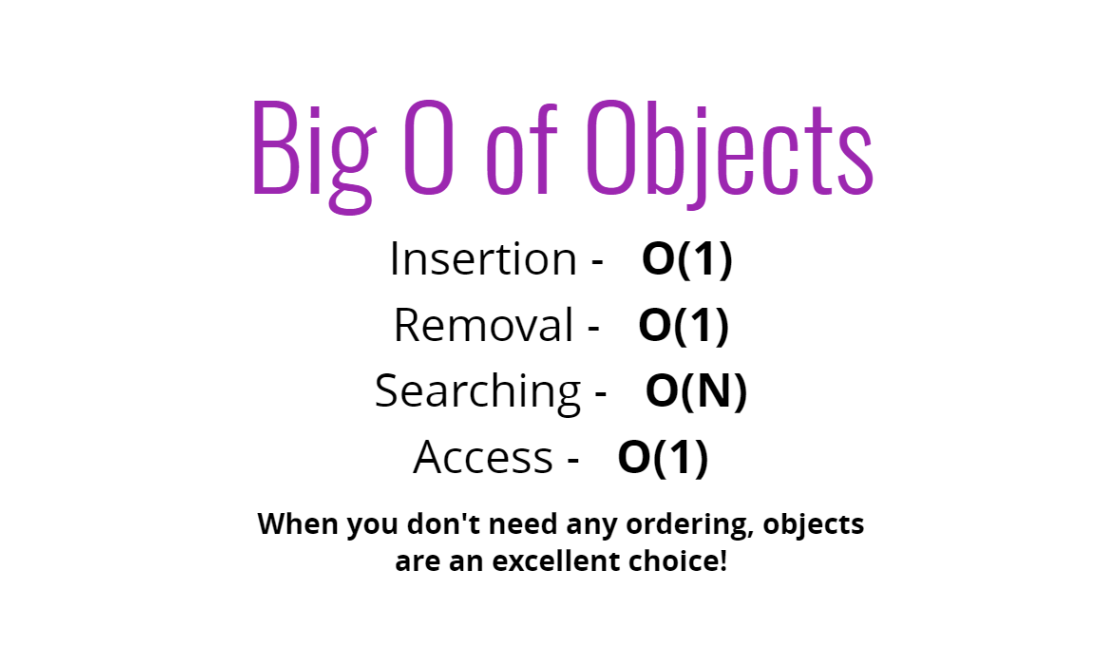 Big O of Objects
Insertion - O(1)
Removal - O(1)
Searching - O(N)
Access - O(1)
When you don't need any ordering, objects
are an excellent choice!